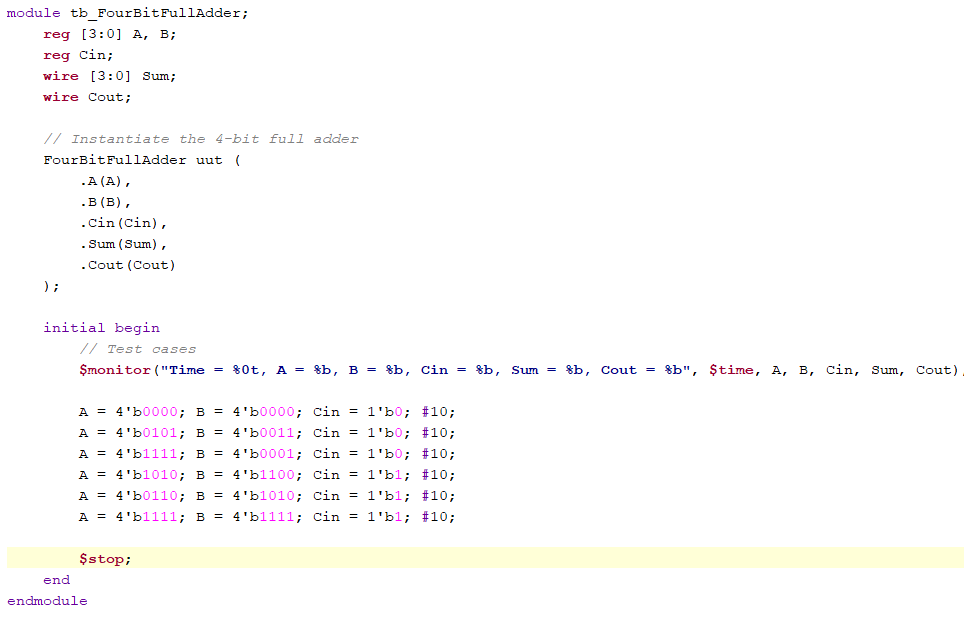 module tb_FourBitFullAdder;
    reg [3:0] A, B;
    reg Cin;
    wire [3:0] Sum;
    wire Cout;

    // Instantiate the 4-bit full adder
    FourBitFullAdder uut (
        .A(A),
        .B(B),
        .Cin(Cin),
        .Sum(Sum),
        .Cout(Cout)
    );

    initial begin
        // Test cases
        $monitor("Time = %0t, A = %b, B = %b, Cin = %b, Sum = %b, Cout = %b", $time, A, B, Cin, Sum, Cout)

        A = 4'b0000; B = 4'b0000; Cin = 1'b0; #10;
        A = 4'b0101; B = 4'b0011; Cin = 1'b0; #10;
        A = 4'b1111; B = 4'b0001; Cin = 1'b0; #10;
        A = 4'b1010; B = 4'b1100; Cin = 1'b1; #10;
        A = 4'b0110; B = 4'b1010; Cin = 1'b1; #10;
        A = 4'b1111; B = 4'b1111; Cin = 1'b1; #10;

        $stop;
    end
endmodule